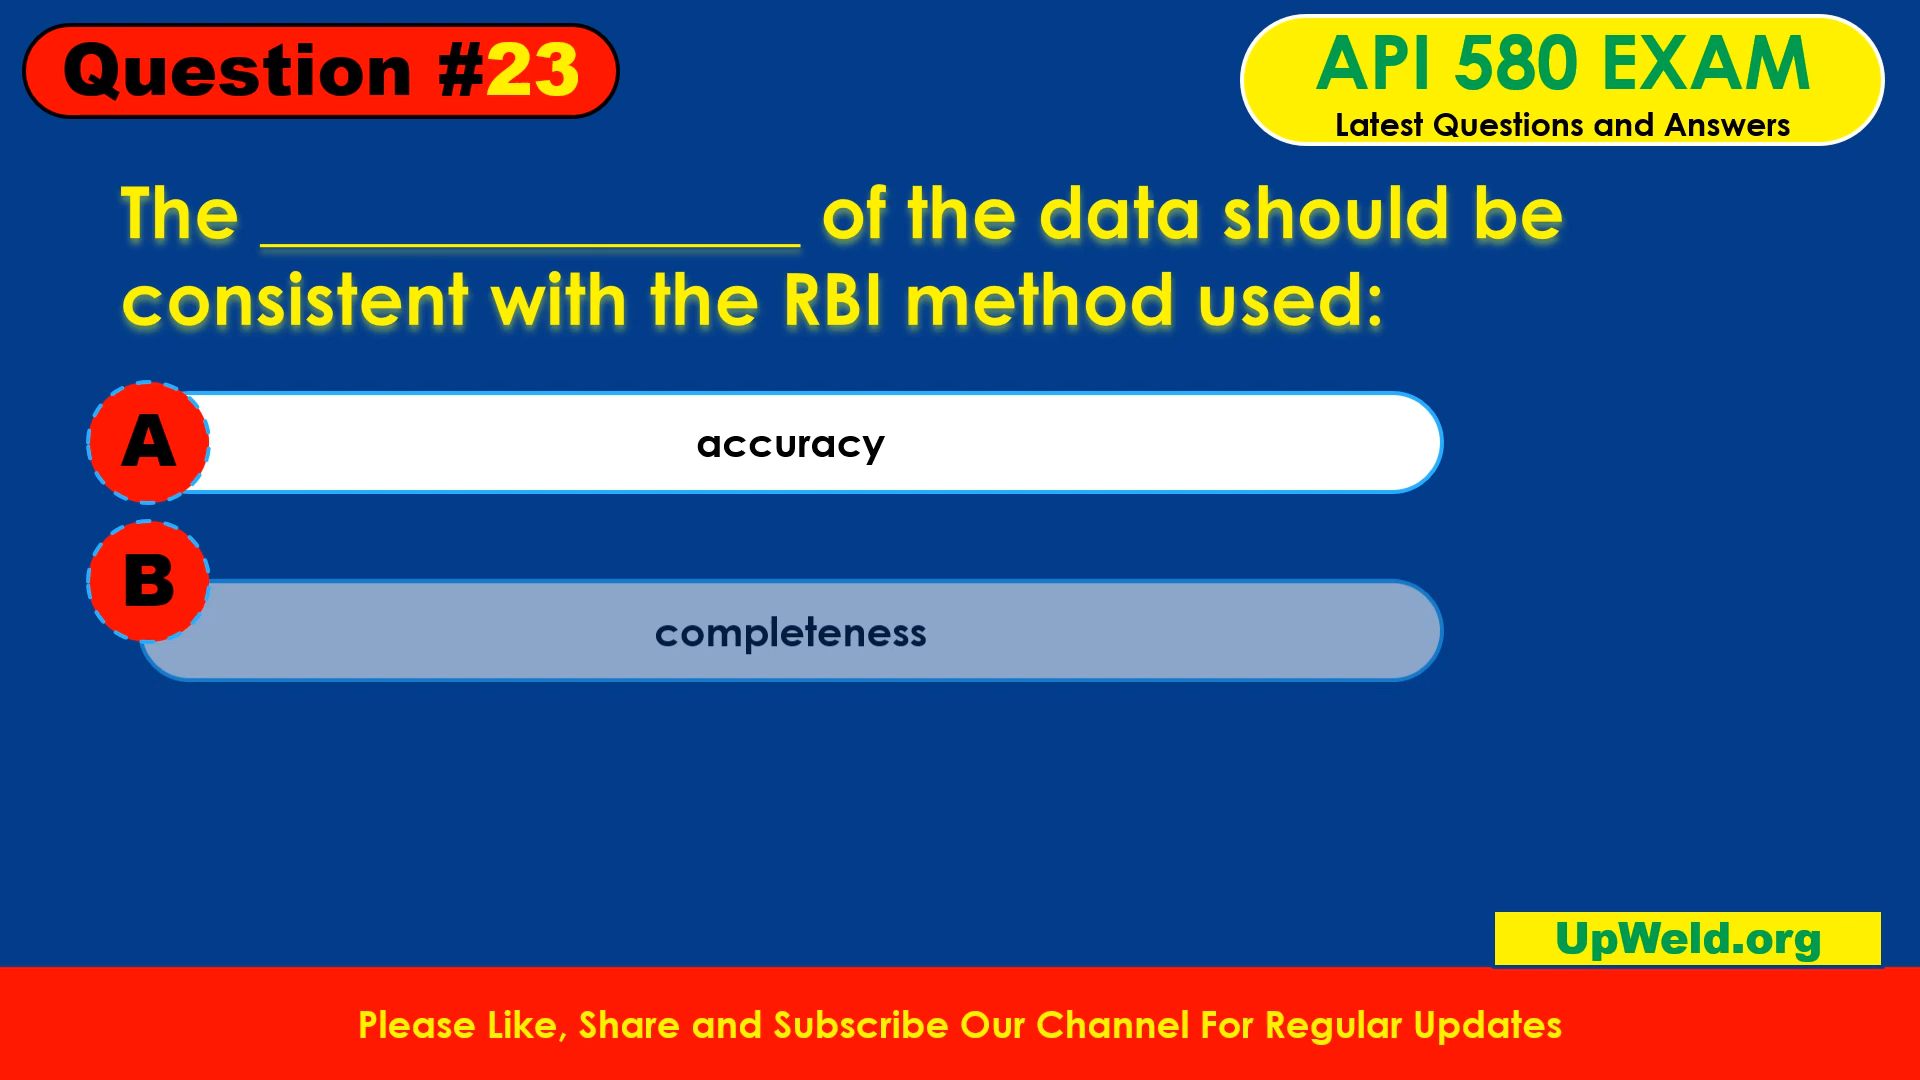 Question #23
API 580 EXAM
Latest Questions and Answers
The _______________ of the data should be
consistent with the RBI method used:
A
accuracy
B
completeness
UpWeld.org
Please Like, Share and Subscribe Our Channel For Regular Updates